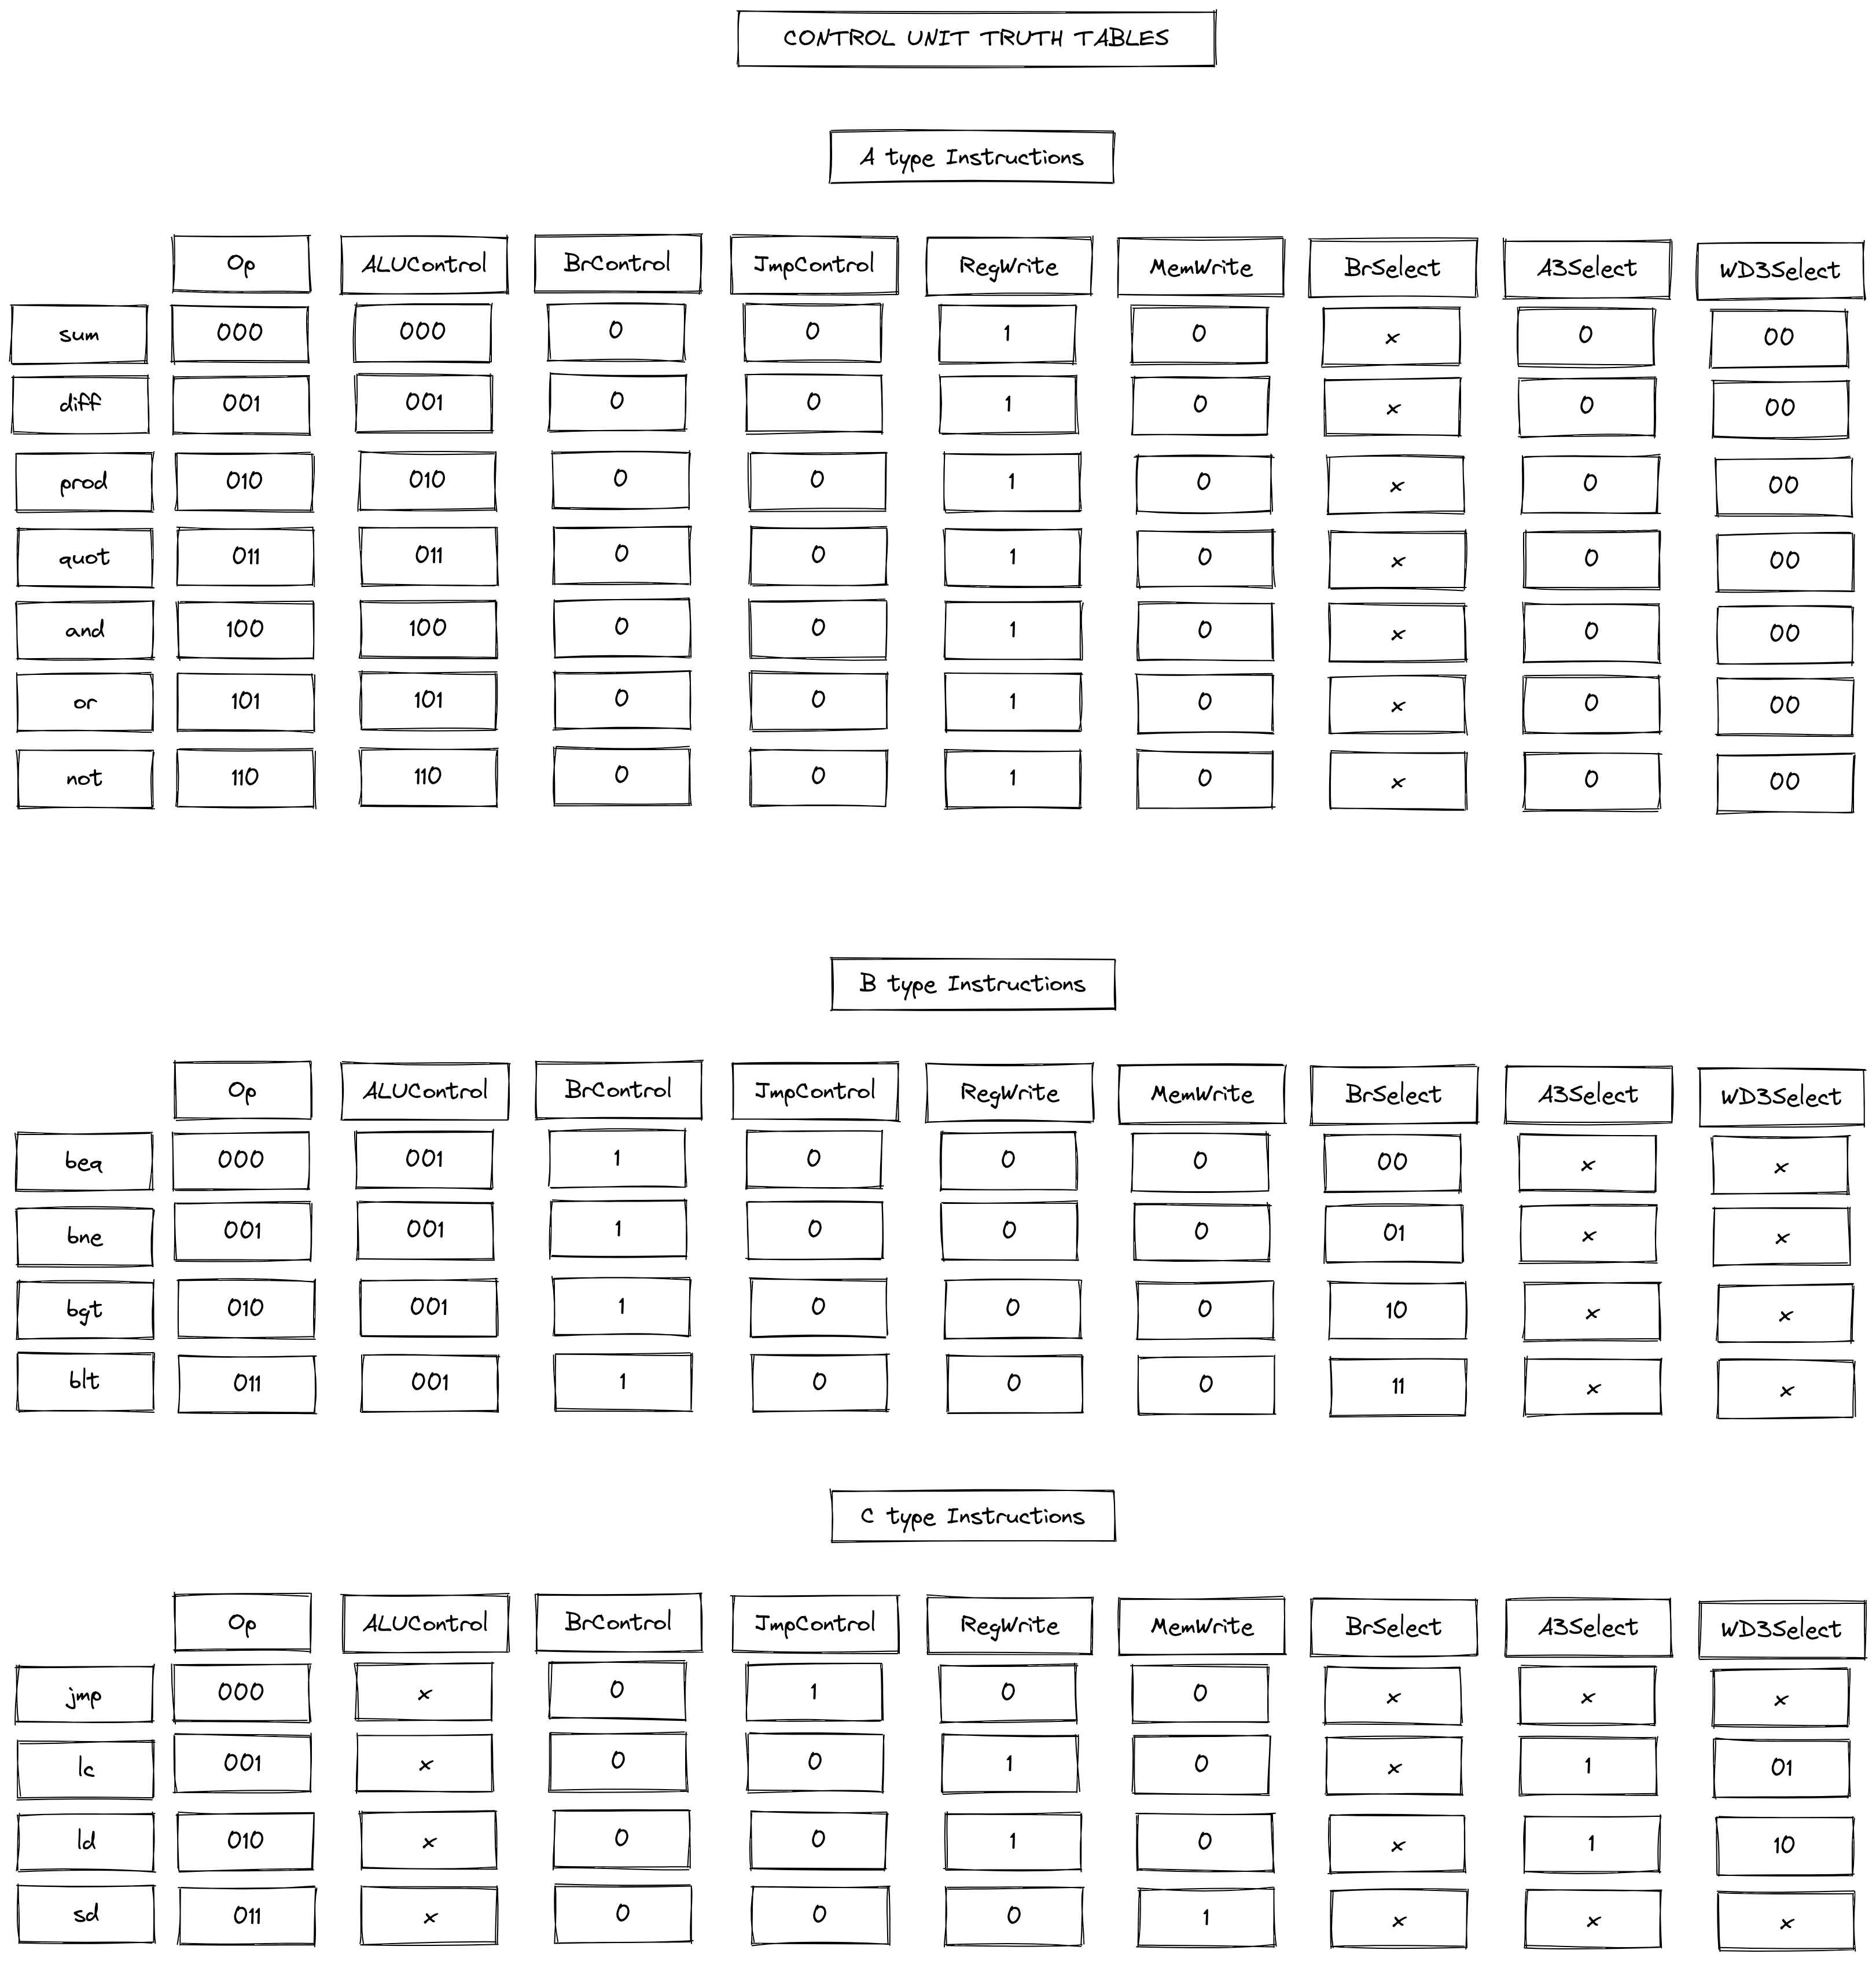 CONTROL UNIT TRUTH TABLES
A type Instructions
Op ALUControl BrControl JmpControl RegWrite MemWrite BrSelect A3Select WD3Select
sum 000 000 0 0 1 0 x 0 00
diff 001 001 0 0 1 0 x 0 00
prod 010 010 0 0 1 0 x 0 00
quot 011 011 0 0 1 0 x 0 00
and 100 100 0 0 1 0 x 0 00
or 101 101 0 0 1 0 x 0 00
not 110 110 0 0 1 0 x 0 00
B type Instructions
Op ALUControl BrControl JmpControl RegWrite MemWrite BrSelect A3Select WD3Select
beq 000 001 1 0 0 0 00 x x
bne 001 001 1 0 0 0 01 x x
bgt 010 001 1 0 0 0 10 x x
blt 011 001 1 0 0 0 11 x x
C type Instructions
Op ALUControl BrControl JmpControl RegWrite MemWrite BrSelect A3Select WD3Select
jmp 000 x 0 1 0 0 x x x
lc 001 x 0 0 1 0 x 1 01
ld 010 x 0 0 1 0 x 1 10
sd 011 x 0 0 0 1 x x x